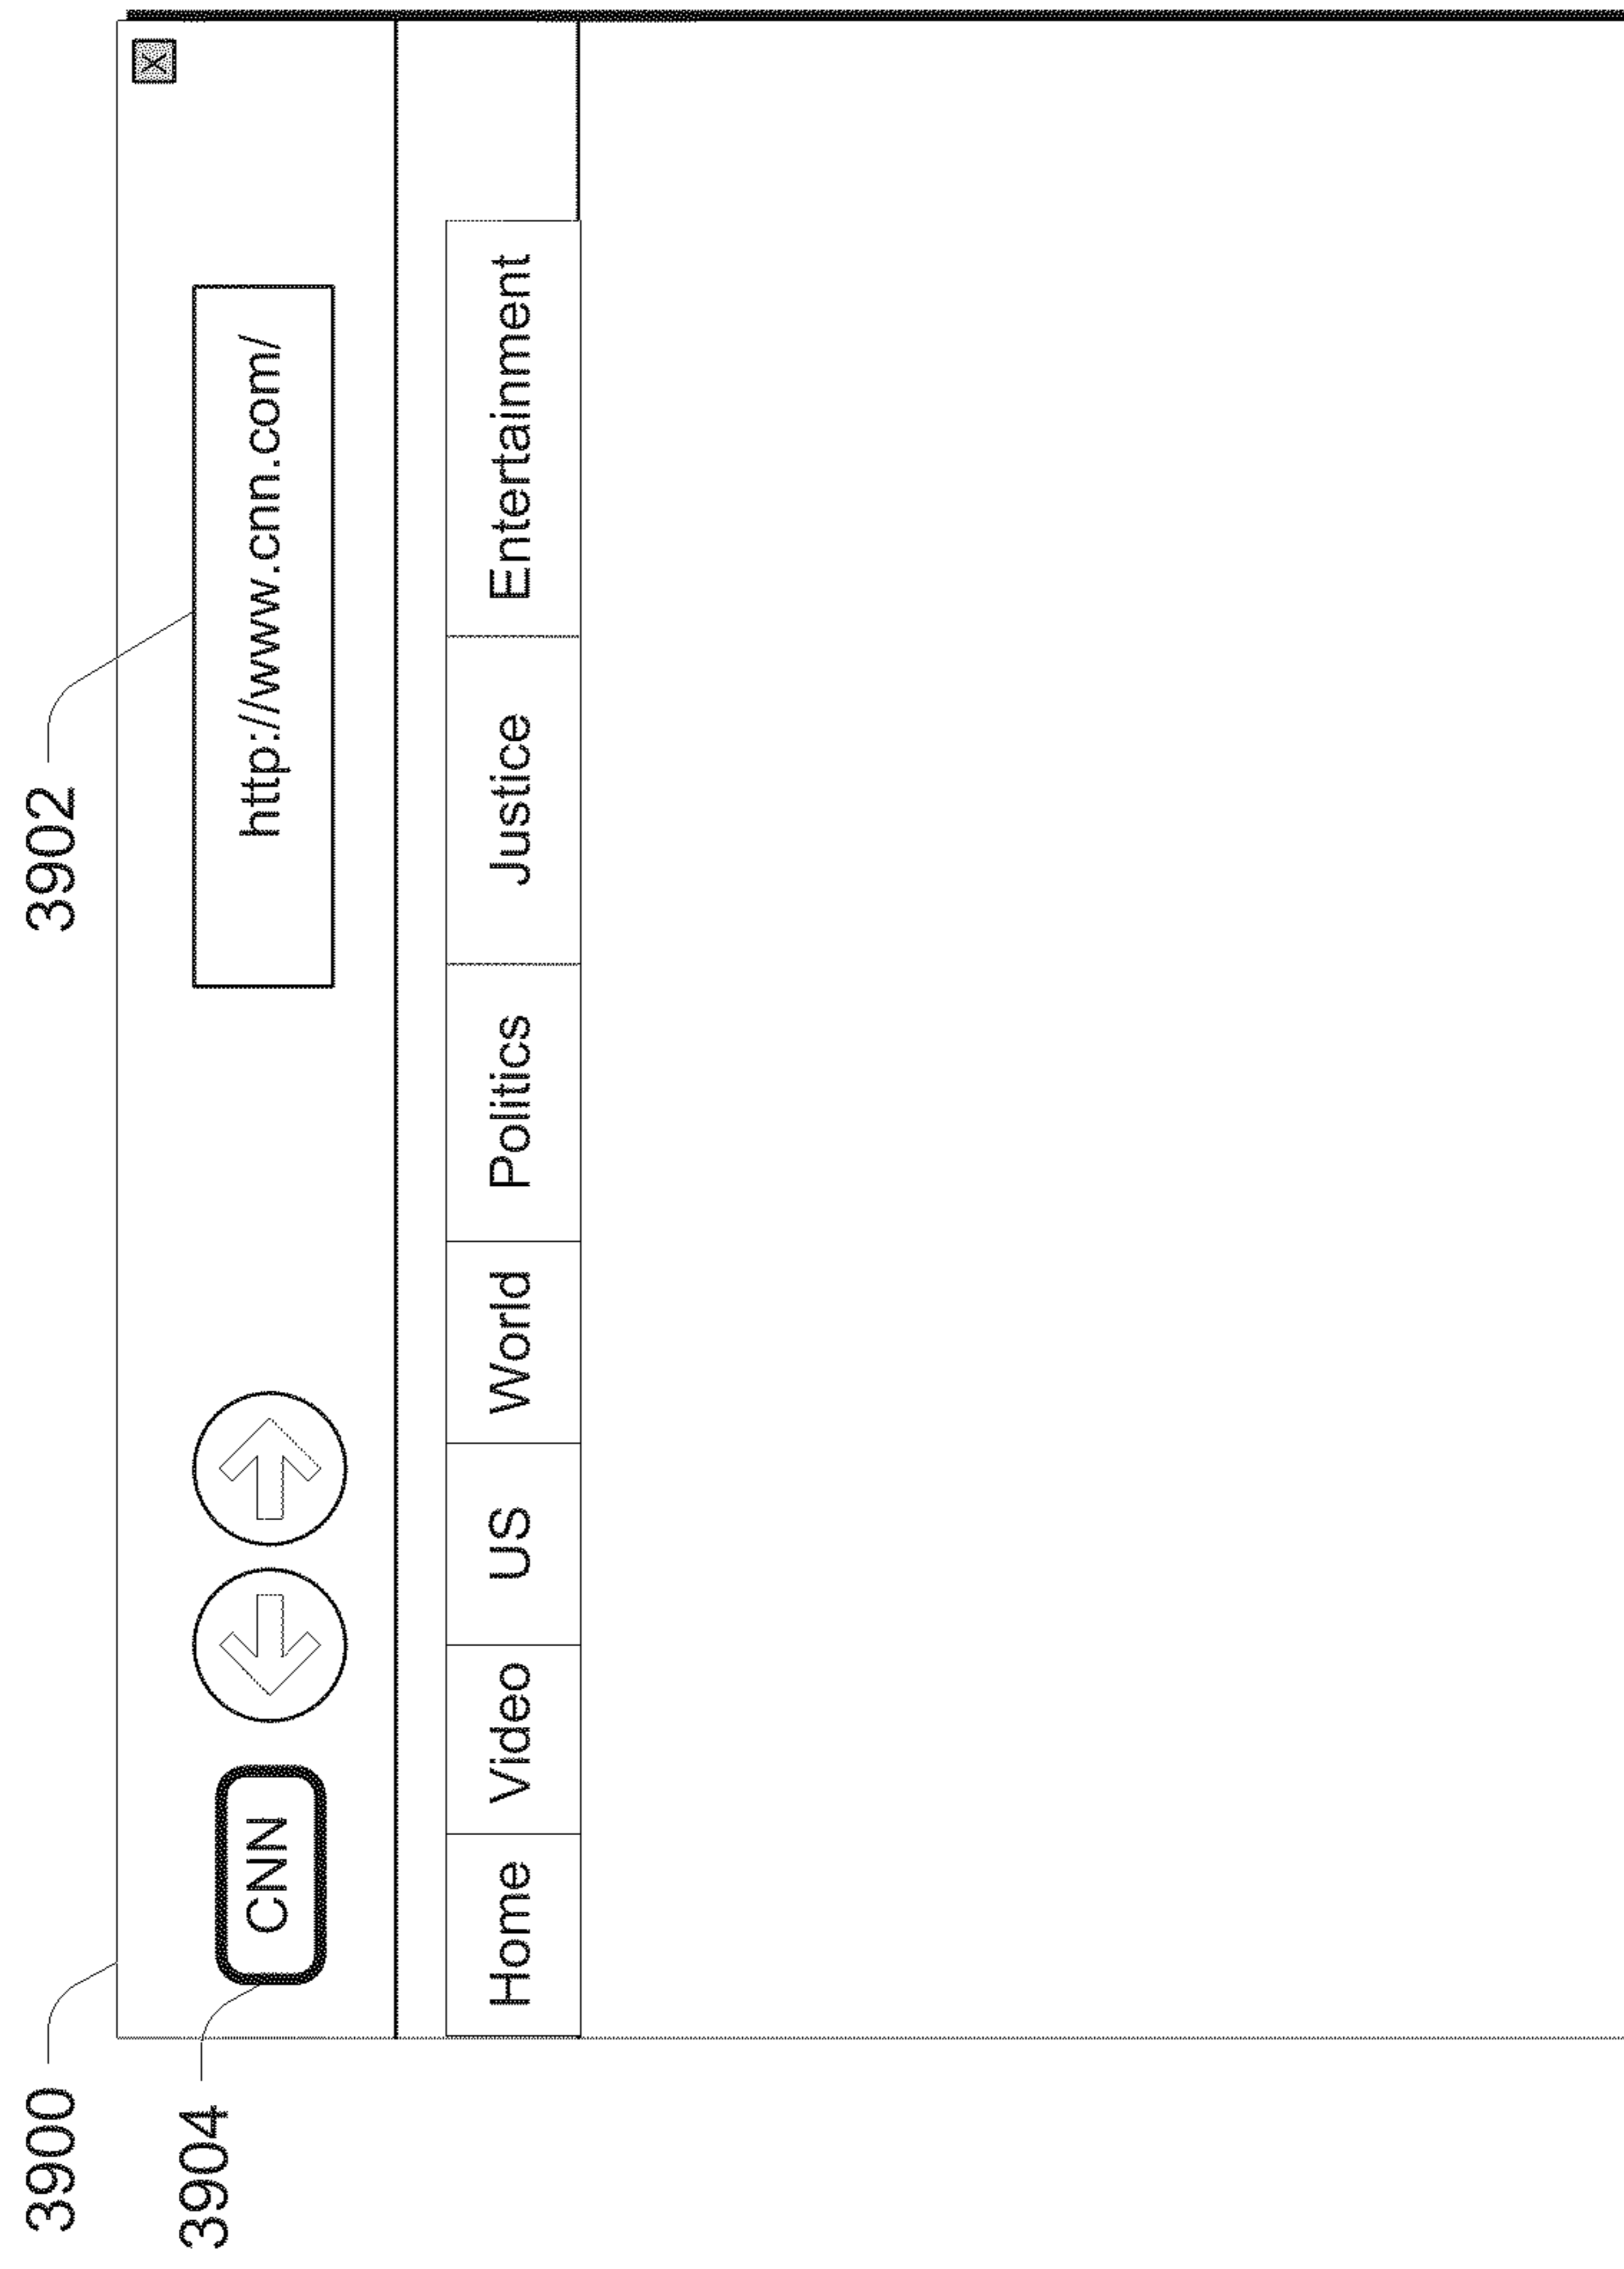 3900
3902
3904
X
CNN
http://www.cnn.com/
Home Video US World Politics Justice Entertainment